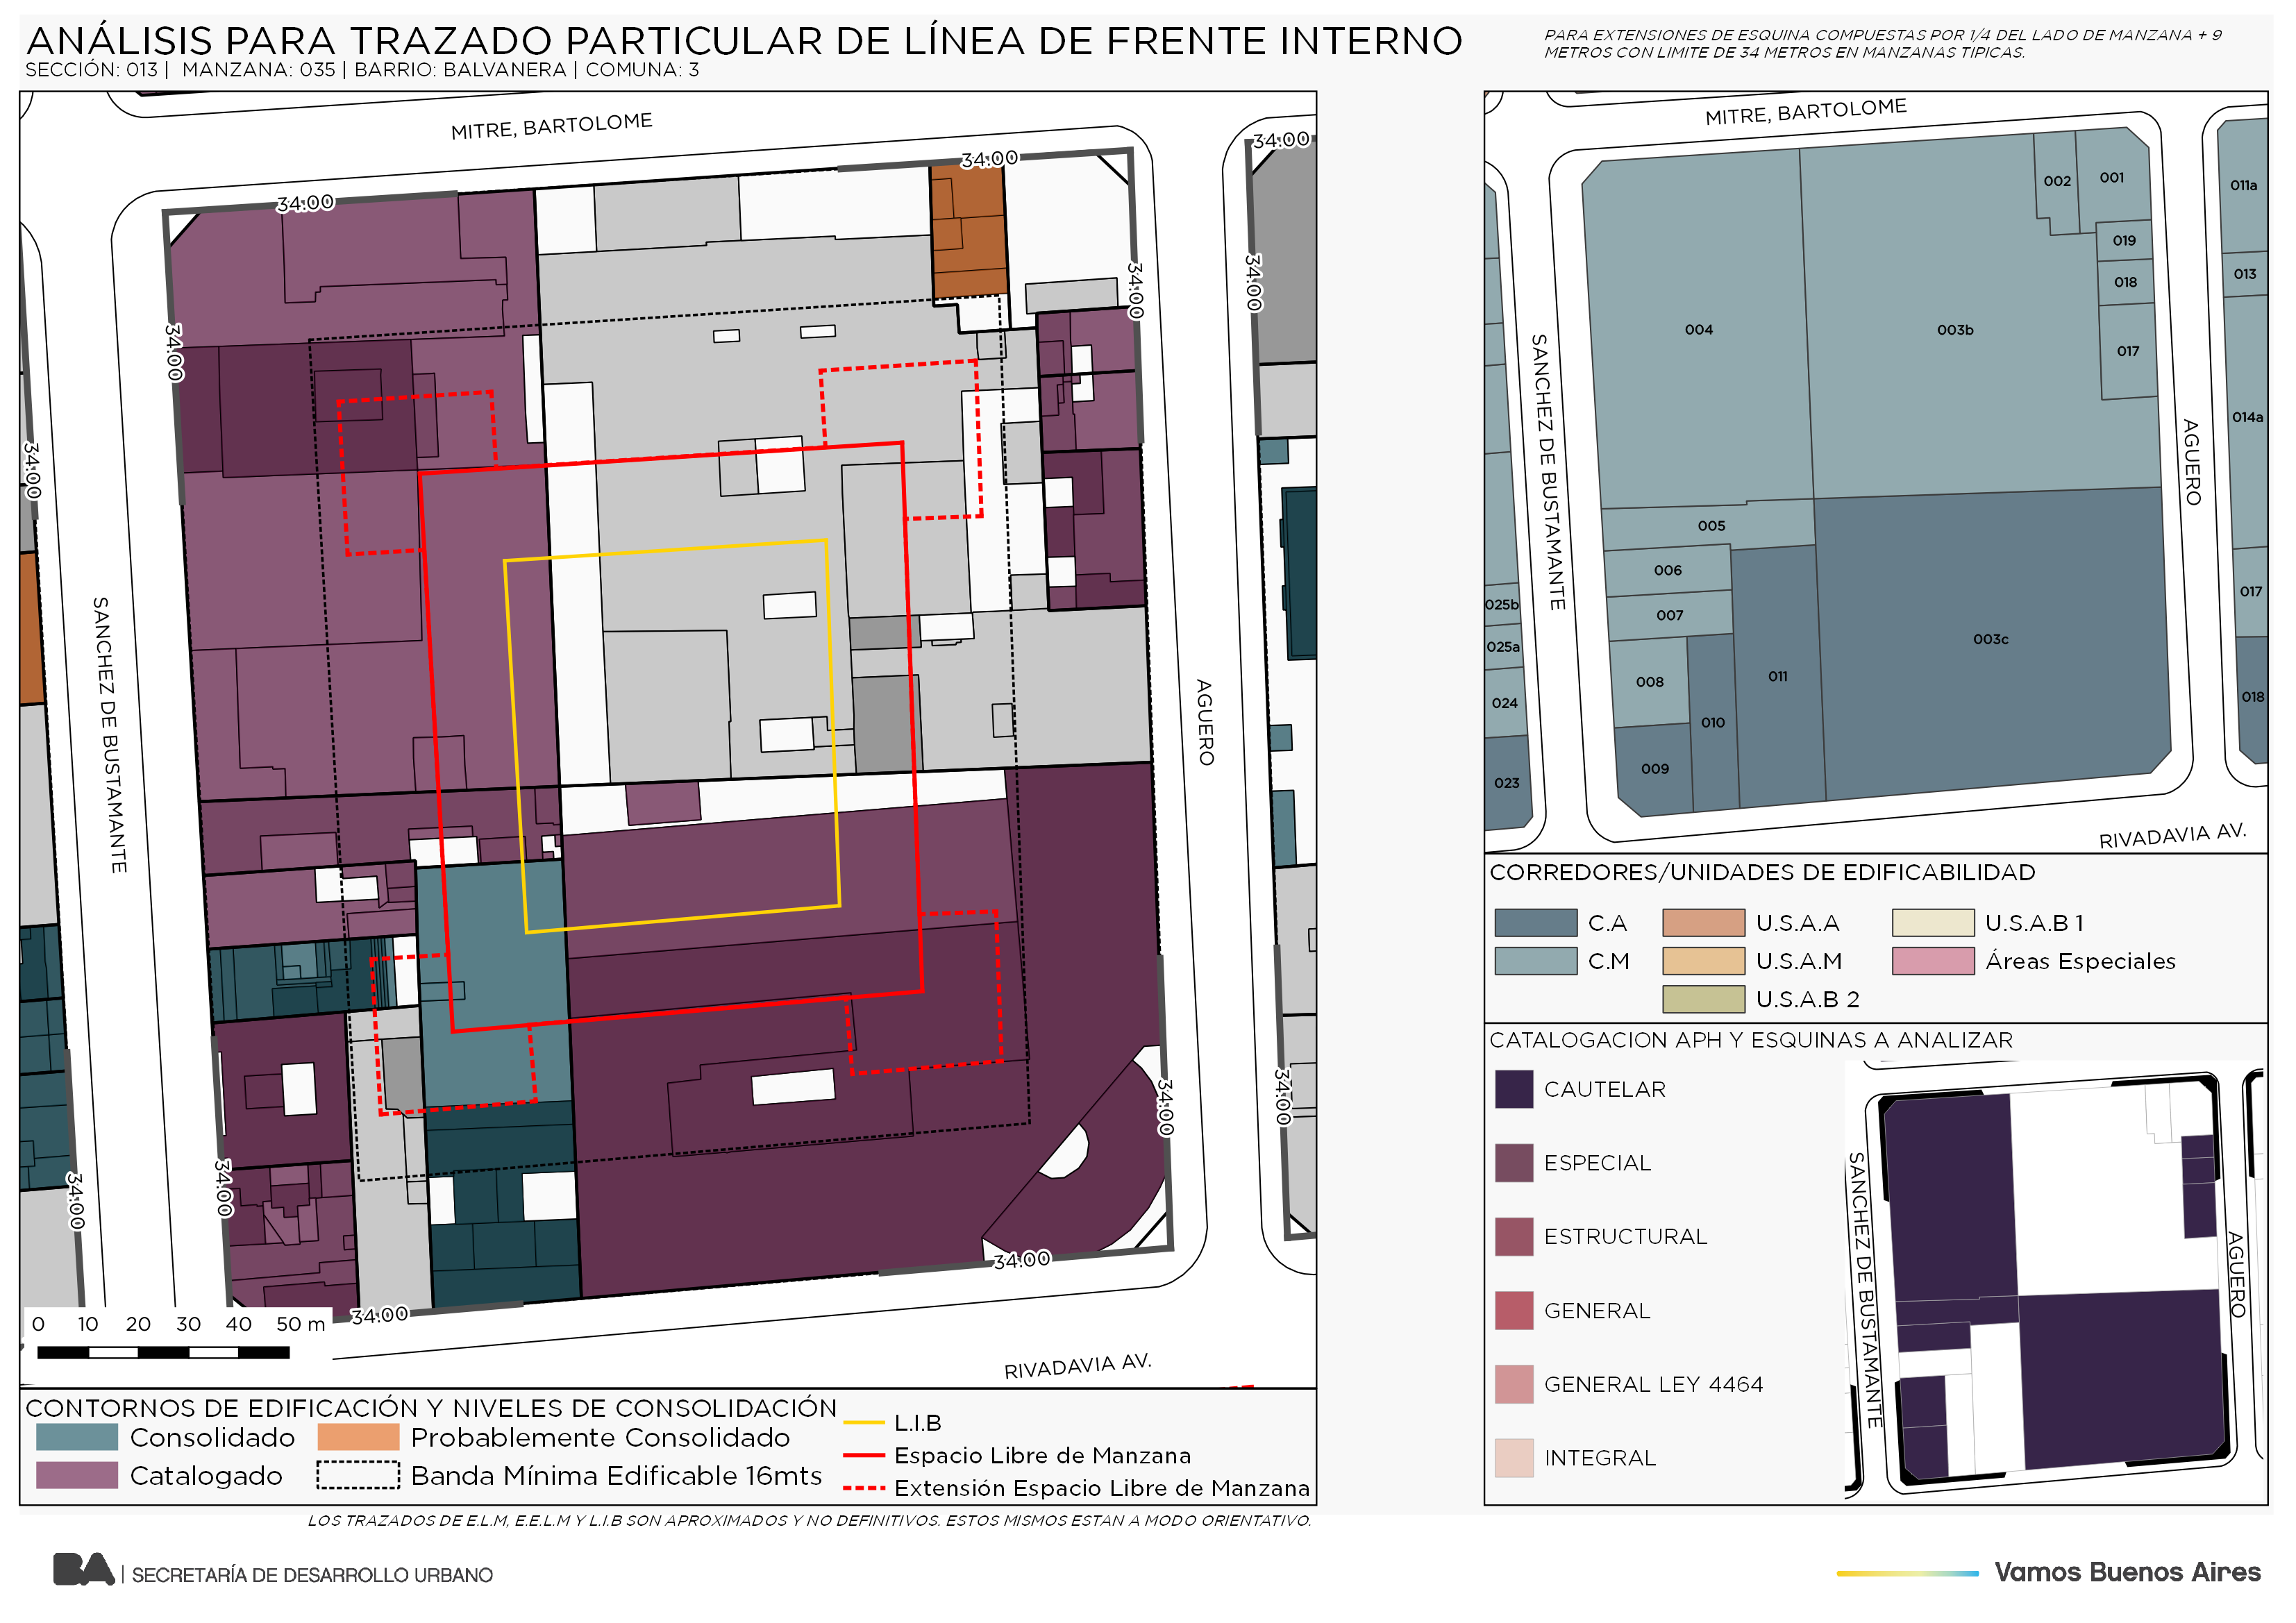 ANÁLISIS PARA TRAZADO PARTICULAR DE LÍNEA DE FRENTE INTERNO
SECCIÓN: 013 | MANZANA: 035 | BARRIO: BALVANERA | COMUNA: 3
PARA EXTENSIONES DE ESQUINA COMPUESTAS POR 1/4 DEL LADO DE MANZANA + 9
METROS CON LIMITE DE 34 METROS EN MANZANAS TIPICAS.
MITRE, BARTOLOME
34.00
34.00
34.00
34.00
34.00
34.00
34.00
SANCHEZ DE BUSTAMANTE
AGUERO
34.00
34.00
34.00
34.00
34.00
34.00
34.00
RIVADAVIA AV.
0 10 20 30 40 50 m
CONTORNOS DE EDIFICACIÓN Y NIVELES DE CONSOLIDACIÓN
Consolidado
Probablemente Consolidado
Catalogado
Banda Mínima Edificable 16mts
L.I.B
Espacio Libre de Manzana
Extensión Espacio Libre de Manzana
LOS TRAZADOS DE E.L.M, E.E.L.M Y L.I.B SON APROXIMADOS Y NO DEFINITIVOS. ESTOS MISMOS ESTAN A MODO ORIENTATIVO.
MITRE, BARTOLOME
002
001
011a
019
018
013
004
003b
017
014a
SANCHEZ DE BUSTAMANTE
AGUERO
005
006
007
025b
025a
024
023
008
009
010
011
003c
017
018
RIVADAVIA AV.
CORREDORES/UNIDADES DE EDIFICABILIDAD
C.A
U.S.A.A
U.S.A.B 1
C.M
U.S.A.M
Áreas Especiales
U.S.A.B 2
CATALOGACION APH Y ESQUINAS A ANALIZAR
CAUTELAR
ESPECIAL
ESTRUCTURAL
GENERAL
GENERAL LEY 4464
INTEGRAL
SANCHEZ DE BUSTAMANTE
AGUERO
BA | SECRETARÍA DE DESARROLLO URBANO
Vamos Buenos Aires